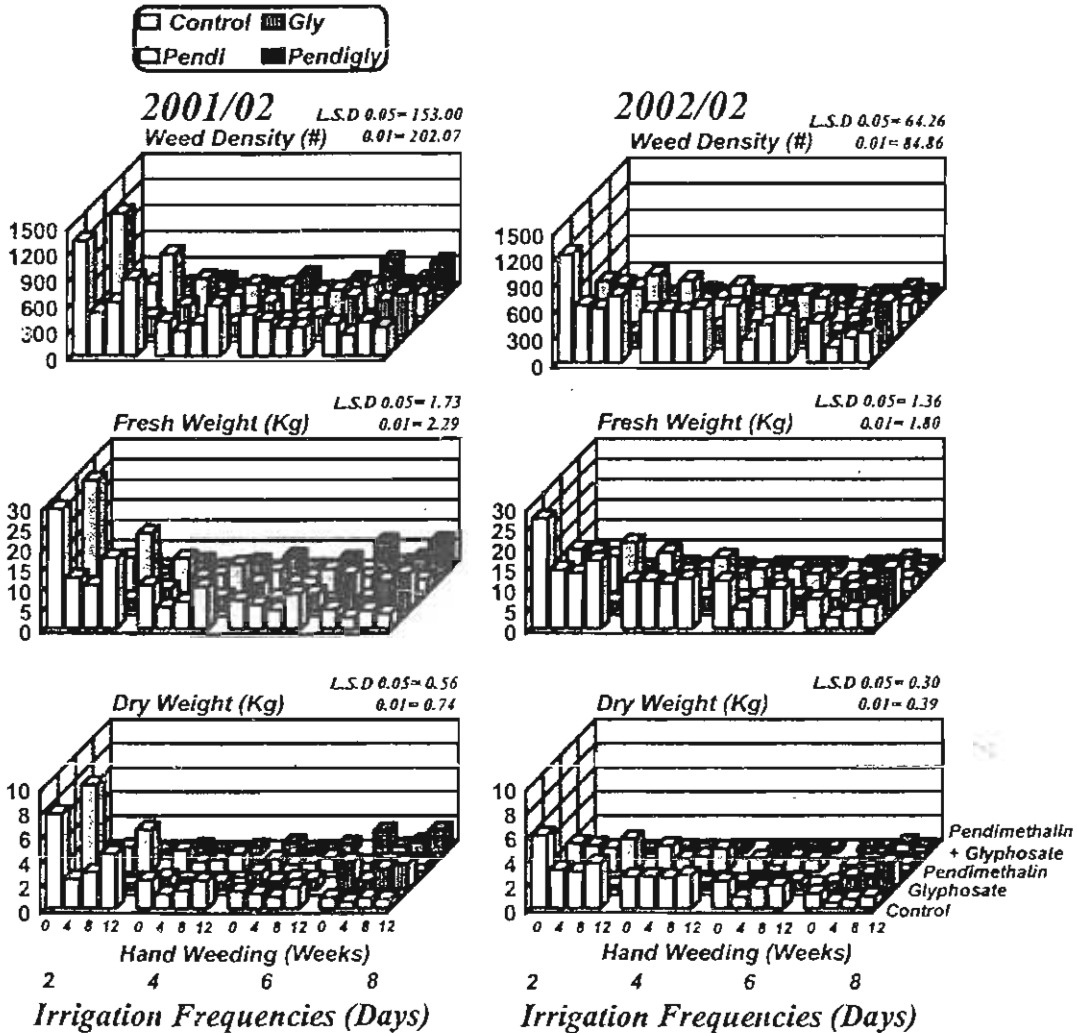 Control Gly
Pendi Pendigly
2001/02
L.S.D 0.05= 153.00
Weed Density (#) 0.01= 202.07
1500
1200
900
600
300
0
2002/02
L.S.D 0.05= 64.26
Weed Density (#) 0.01= 84.86
1500
1200
900
600
300
0
L.S.D 0.05= 1.73
Fresh Weight (Kg) 0.01= 2.29
30
25
20
15
10
5
0
L.S.D 0.05= 1.36
Fresh Weight (Kg) 0.01= 1.80
30
25
20
15
10
5
0
L.S.D 0.05= 0.56
Dry Weight (Kg) 0.01= 0.74
10
8
6
4
2
0
0 4 8 12 0 4 8 12 0 4 8 12 0 4 8 12
Hand Weeding (Weeks)
2 4 6 8
Irrigation Frequencies (Days)
L.S.D 0.05= 0.30
Dry Weight (Kg) 0.01= 0.39
10
8
6
4
2
0
Pendimethalin
+ Glyphosate
Pendimethalin
Glyphosate
Control
0 4 8 12 0 4 8 12 0 4 8 12 0 4 8 12
Hand Weeding (Weeks)
2 4 6 8
Irrigation Frequencies (Days)